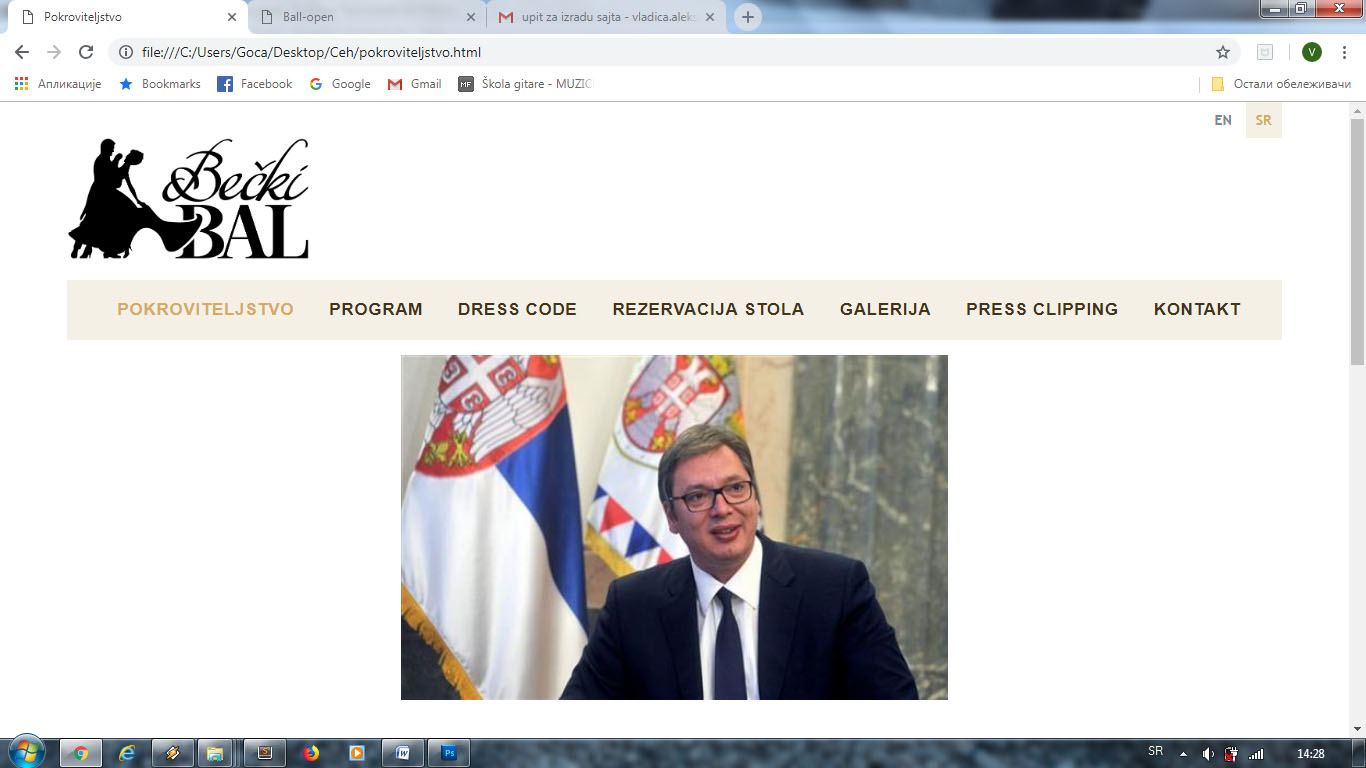 Pokroviteljstvo
Ball-open
upit za izradu sajta - vladica.aleks
file:///C:/Users/Goca/Desktop/Ceh/pokroviteljstvo.html
V
Апликације
Bookmarks
Facebook
Google
Gmail
MF
Škola gitare - MUZIC
Остали обележивачи
EN
SR
Bečki
BAL
POKROVITELJSTVO PROGRAM DRESS CODE REZERVACIJA STOLA GALERIJA PRESS CLIPPING KONTAKT
SR
14:28